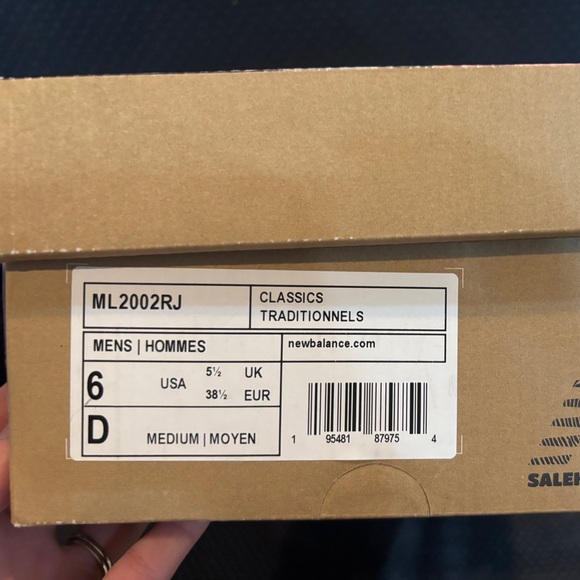 ML2002RJ
CLASSICS
TRADITIONNELS
MENS | HOMMES
newbalance.com
6 USA 5½ UK
38½ EUR
D MEDIUM | MOYEN
1 95481 87975 4